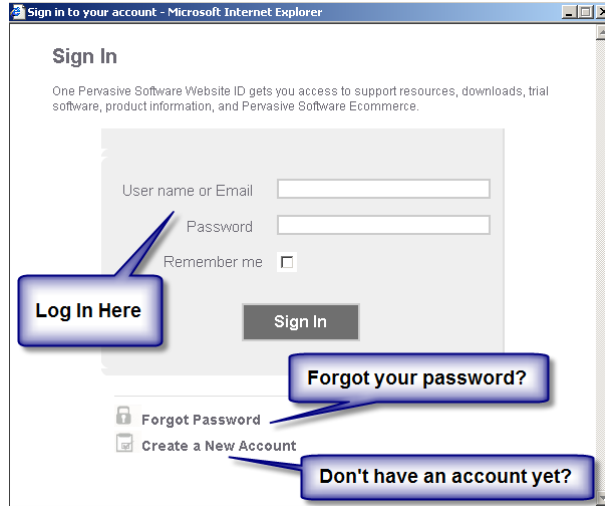 Sign in to your account - Microsoft Internet Explorer
Sign In
One Pervasive Software Website ID gets you access to support resources, downloads, trial
software, product information, and Pervasive Software Ecommerce.
User name or Email
Password
Remember me
Log In Here
Sign In
Forgot your password?
Forgot Password
Create a New Account
Don't have an account yet?